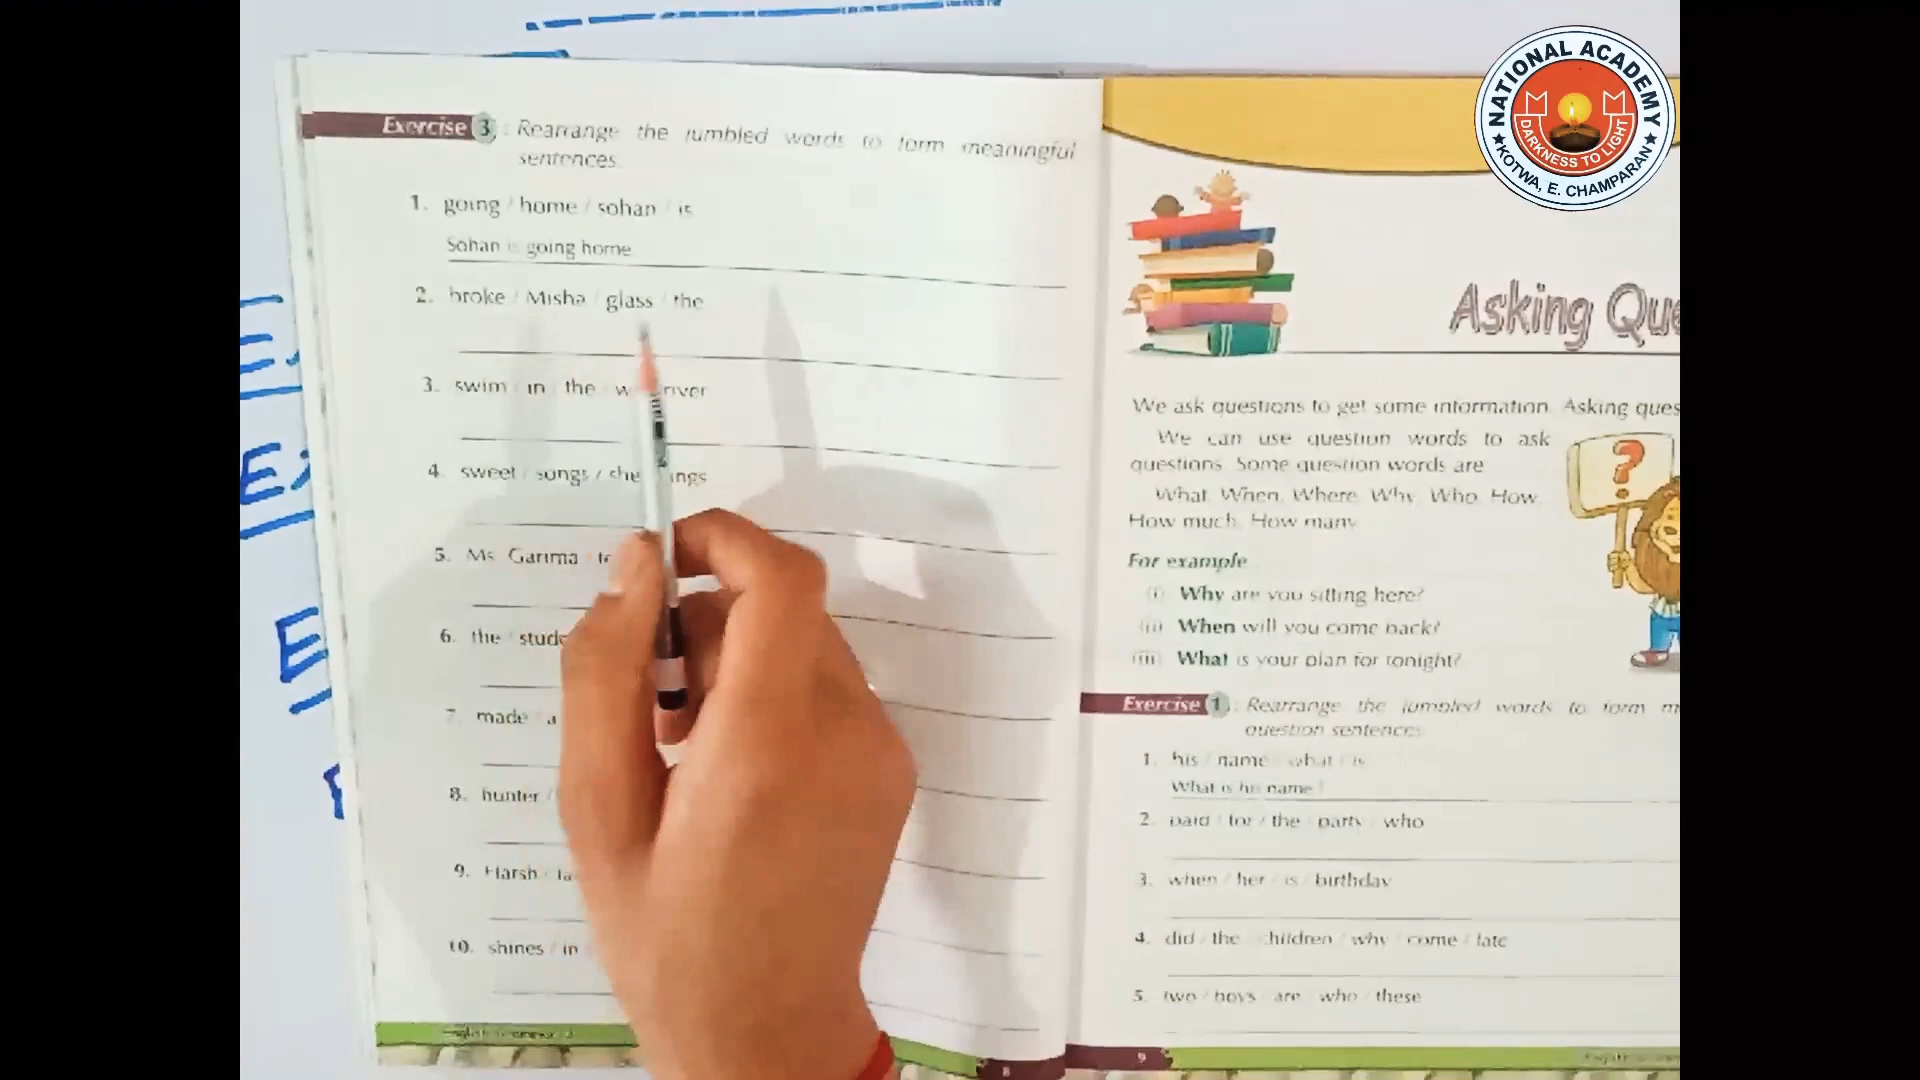 Exercise 3 : Rearrange the jumbled words to form meaningful
sentences.
1. going / home / sohan / is
Sohan is going home
2. broke / Misha / glass / the
3. swim / in / the / river
4. sweet / songs / she
5. Ms. Garima
6. the
7. made / a
8. hunter /
9. Harsh
10. shines / in
8
Asking
We ask questions to get some information. Asking
We can use question words to ask
questions. Some question words are
What, When, Where, Why, Who, How,
How much, How many
For example
(i) Why are you sitting here?
(ii) When will you come back?
(iii) What is your plan for tonight?
Exercise 1 : Rearrange the jumbled words to form
question sentences.
1. his / name / what / is
What is his name?
2. paid / for / the / party / who
3. when / her / is / birthday
4. did / the / children / why / come / late
5. two / boys / are / who / these
9
?
NATIONAL ACADEMY
DARKNESS TO LIGHT
★ KOTWA, E. CHAMPARAN ★